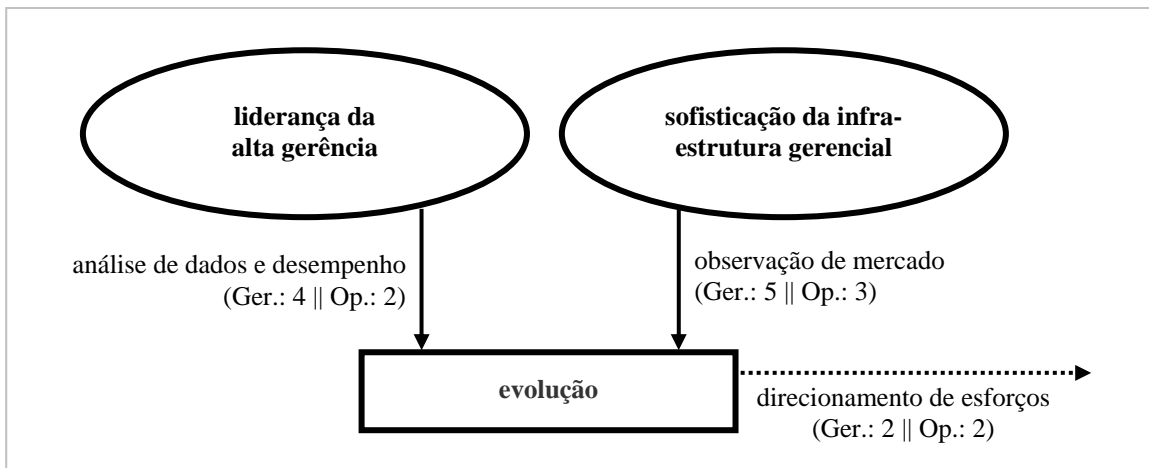 liderança da
alta gerência
sofisticação da infra-
estrutura gerencial
análise de dados e desempenho
(Ger.: 4 || Op.: 2)
observação de mercado
(Ger.: 5 || Op.: 3)
evolução
direcionamento de esforços
(Ger.: 2 || Op.: 2)